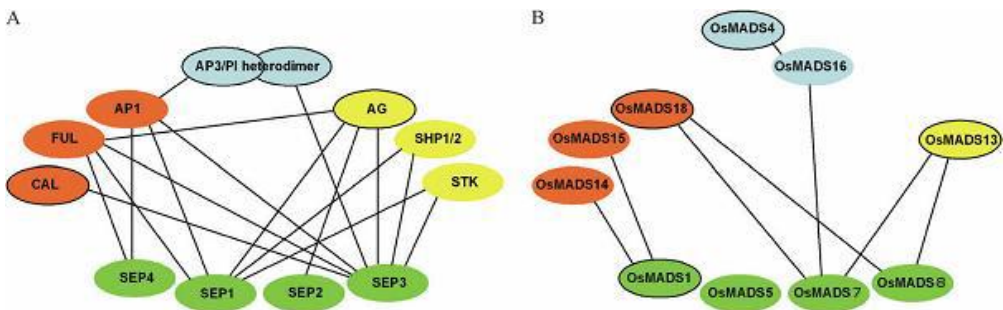 A
AP3/PI heterodimer
AP1
AG
FUL
SHP1/2
CAL
STK
SEP4
SEP1
SEP2
SEP3
B
OsMADS4
OsMADS16
OsMADS18
OsMADS15
OsMADS13
OsMADS14
OsMADS1
OsMADS5
OsMADS7
OsMADS8